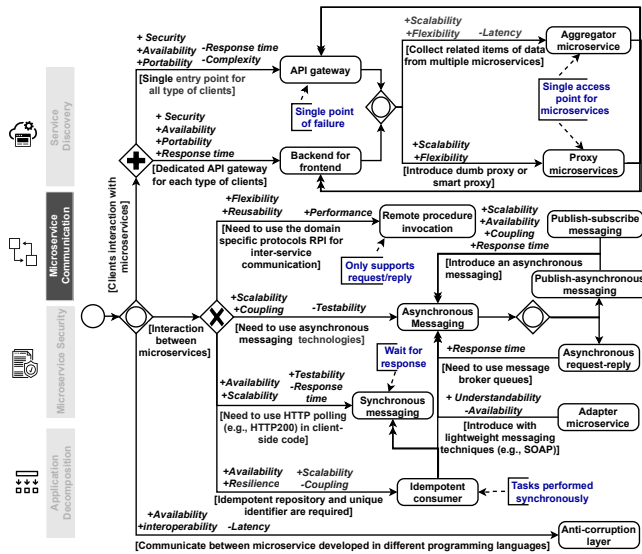 Service
Discovery
Microservice
Communication
Microservice Security
Application
Decomposition
+ Security
+Availability
+Portability
-Response time
-Complexity
[Single entry point for
all type of clients]
API gateway
Single point
of failure
+ Security
+Availability
+Portability
+Response time
[Dedicated API gateway
for each type of clients]
Backend for
frontend
+Scalability
+Flexibility
-Latency
[Collect related items of data
from multiple microservices]
Aggregator
microservice
Single access
point for
microservices
+Scalability
+Flexibility
[Introduce dumb proxy or
smart proxy]
Proxy
microservices
[Clients interaction with
microservices]
+Flexibility
+Reusability
+Performance
[Need to use the domain
specific protocols RPI for
inter-service
communication]
Remote procedure
invocation
Only supports
request/reply
+Scalability
+Availability
+Coupling
+Response time
[Introduce an asynchronous
messaging]
Publish-subscribe
messaging
Publish-asynchronous
messaging
+Scalability
+Coupling
-Testability
[Need to use asynchronous
messaging technologies]
Asynchronous
Messaging
[Interaction
between
microservices]
+Response time
[Need to use message
broker queues]
Asynchronous
request-reply
Wait for
response
+Availability
+Scalability
+Testability
-Response
time
[Need to use HTTP polling
(e.g., HTTP200) in client-
side code]
Synchronous
messaging
+ Understandability
-Availability
[Introduce with
lightweight messaging
techniques (e.g., SOAP)]
Adapter
microservice
+Availability
+Resilience
+Scalability
-Coupling
[Idempotent repository and unique
identifier are required]
Idempotent
consumer
Tasks performed
synchronously
+Availability
+interoperability
-Latency
[Communicate between microservice developed in different programming languages]
Anti-corruption
layer